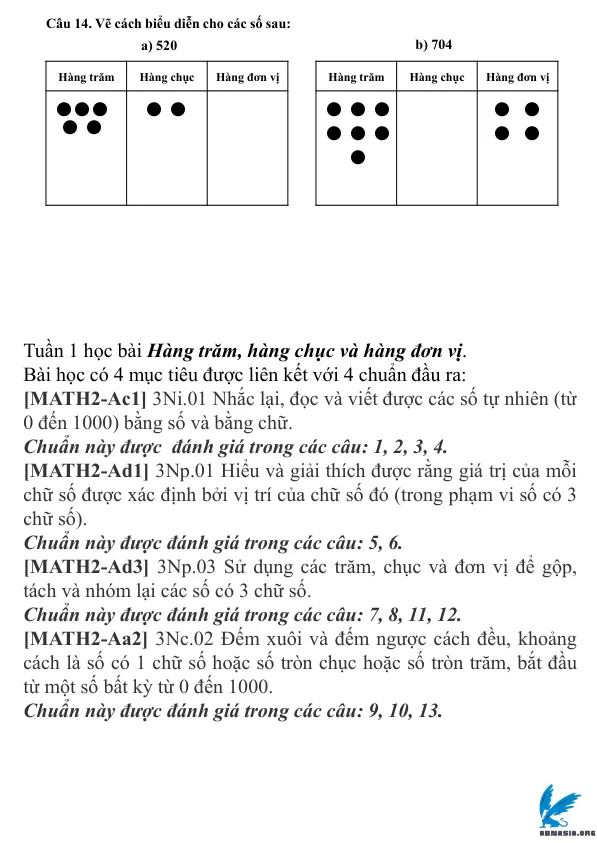 Câu 14. Vẽ cách biểu diễn cho các số sau:
a) 520
b) 704
Hàng trăm Hàng chục Hàng đơn vị
Hàng trăm Hàng chục Hàng đơn vị
Tuần 1 học bài Hàng trăm, hàng chục và hàng đơn vị.
Bài học có 4 mục tiêu được liên kết với 4 chuẩn đầu ra:
[MATH2-Ac1] 3Ni.01 Nhắc lại, đọc và viết được các số tự nhiên (từ
0 đến 1000) bằng số và bằng chữ.
Chuẩn này được đánh giá trong các câu: 1, 2, 3, 4.
[MATH2-Ad1] 3Np.01 Hiểu và giải thích được rằng giá trị của mỗi
chữ số được xác định bởi vị trí của chữ số đó (trong phạm vi số có 3
chữ số).
Chuẩn này được đánh giá trong các câu: 5, 6.
[MATH2-Ad3] 3Np.03 Sử dụng các trăm, chục và đơn vị để gộp,
tách và nhóm lại các số có 3 chữ số.
Chuẩn này được đánh giá trong các câu: 7, 8, 11, 12.
[MATH2-Aa2] 3Nc.02 Đếm xuôi và đếm ngược cách đều, khoảng
cách là số có 1 chữ số hoặc số tròn chục hoặc số tròn trăm, bắt đầu
từ một số bất kỳ từ 0 đến 1000.
Chuẩn này được đánh giá trong các câu: 9, 10, 13.
ABNASIA.ORG